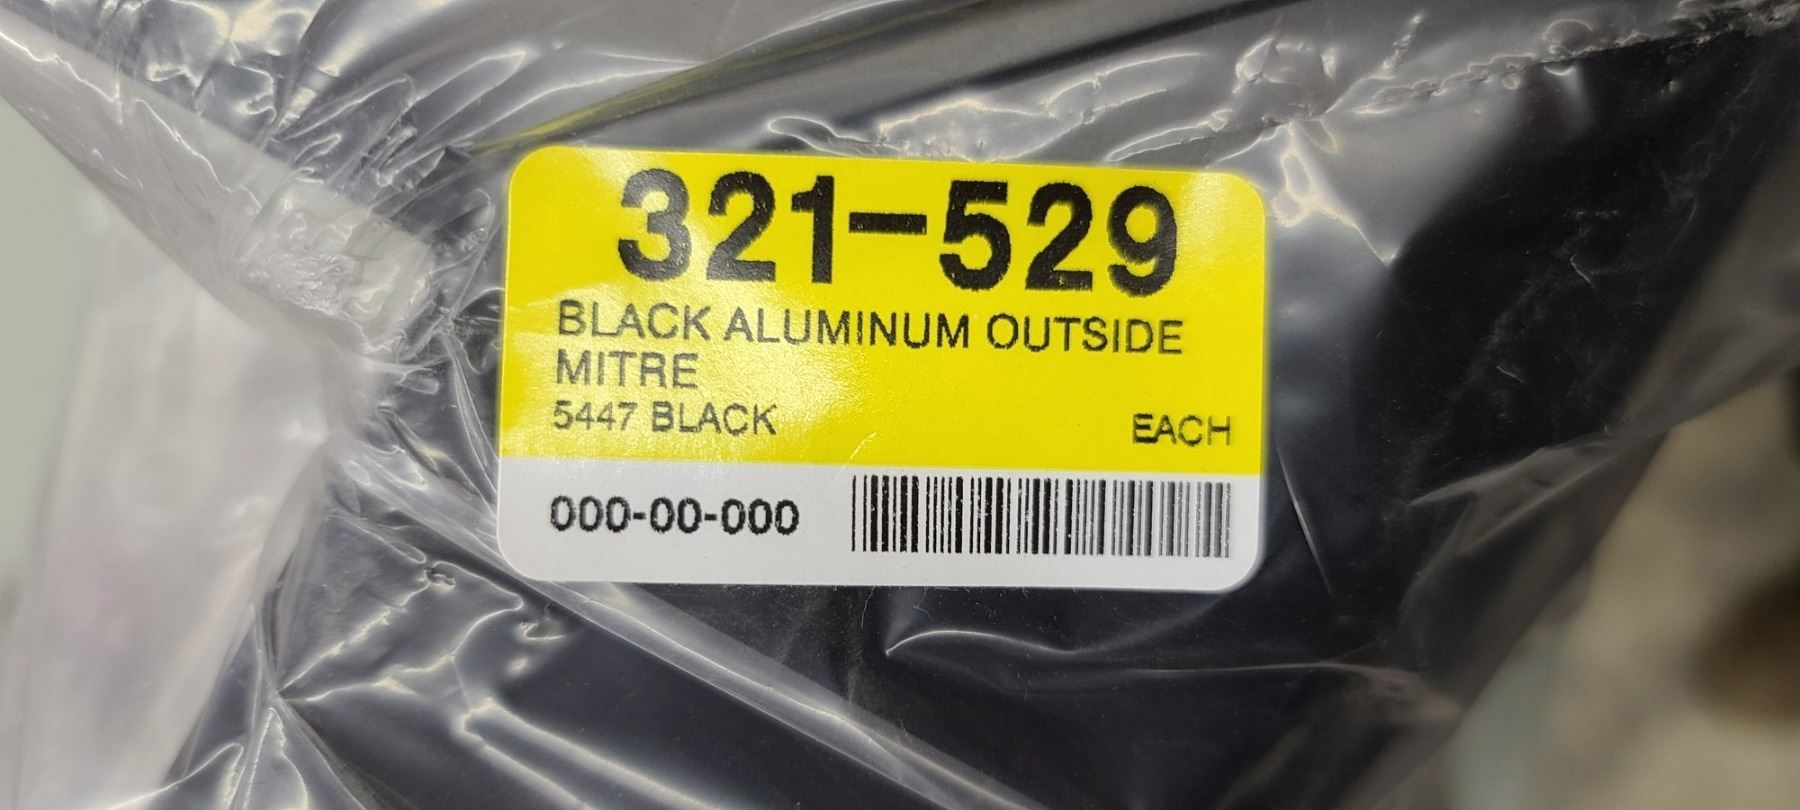 321-529
BLACK ALUMINUM OUTSIDE
MITRE
5447 BLACK EACH
000-00-000